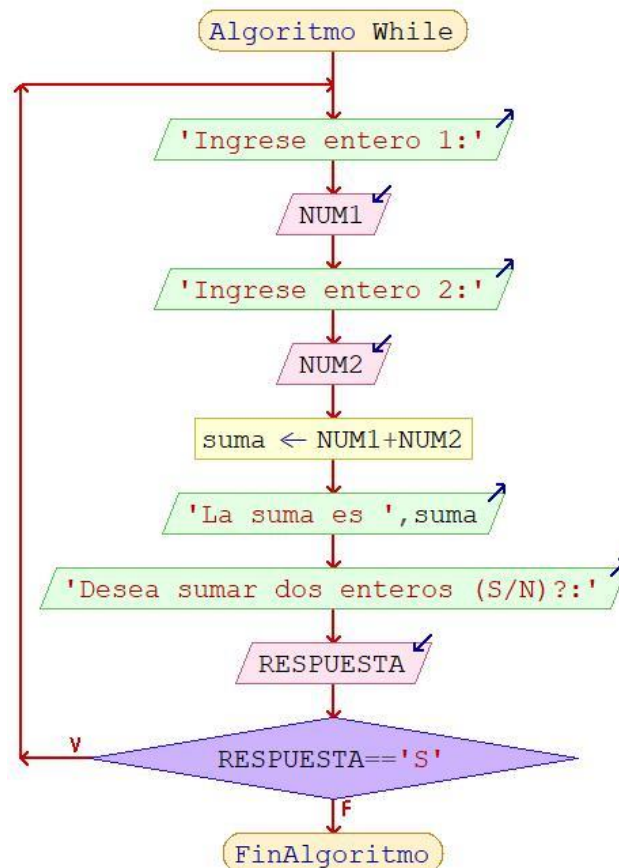 Algoritmo While
'Ingrese entero 1:'
NUM1
'Ingrese entero 2:'
NUM2
suma ← NUM1+NUM2
'La suma es ',suma
'Desea sumar dos enteros (S/N)?:'
RESPUESTA
RESPUESTA=='S'
V
F
FinAlgoritmo